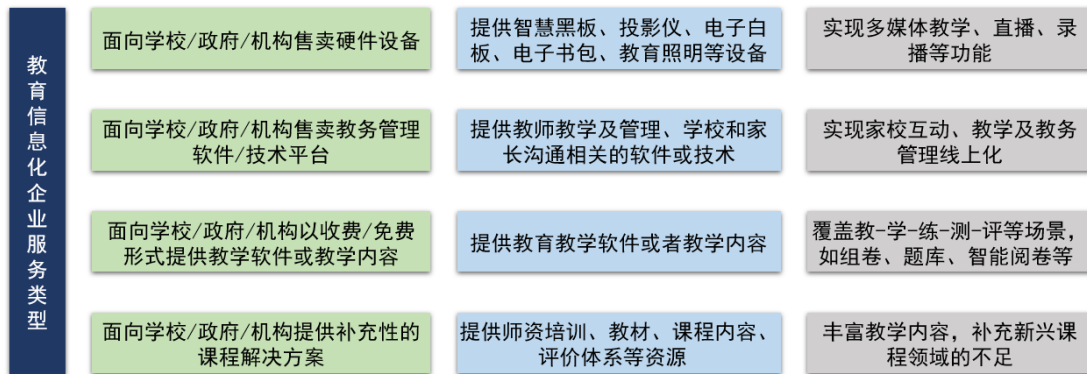 教育信息化企业服务类型
面向学校/政府/机构售卖硬件设备
提供智慧黑板、投影仪、电子白
板、电子书包、教育照明等设备
实现多媒体教学、直播、录
播等功能
面向学校/政府/机构售卖教务管理
软件/技术平台
提供教师教学及管理、学校和家
长沟通相关的软件或技术
实现家校互动、教学及教务
管理线上化
面向学校/政府/机构以收费/免费
形式提供教学软件或教学内容
提供教育教学软件或者教学内容
覆盖教-学-练-测-评等场景，
如组卷、题库、智能阅卷等
面向学校/政府/机构提供补充性的
课程解决方案
提供师资培训、教材、课程内容、
评价体系等资源
丰富教学内容，补充新兴课
程领域的不足